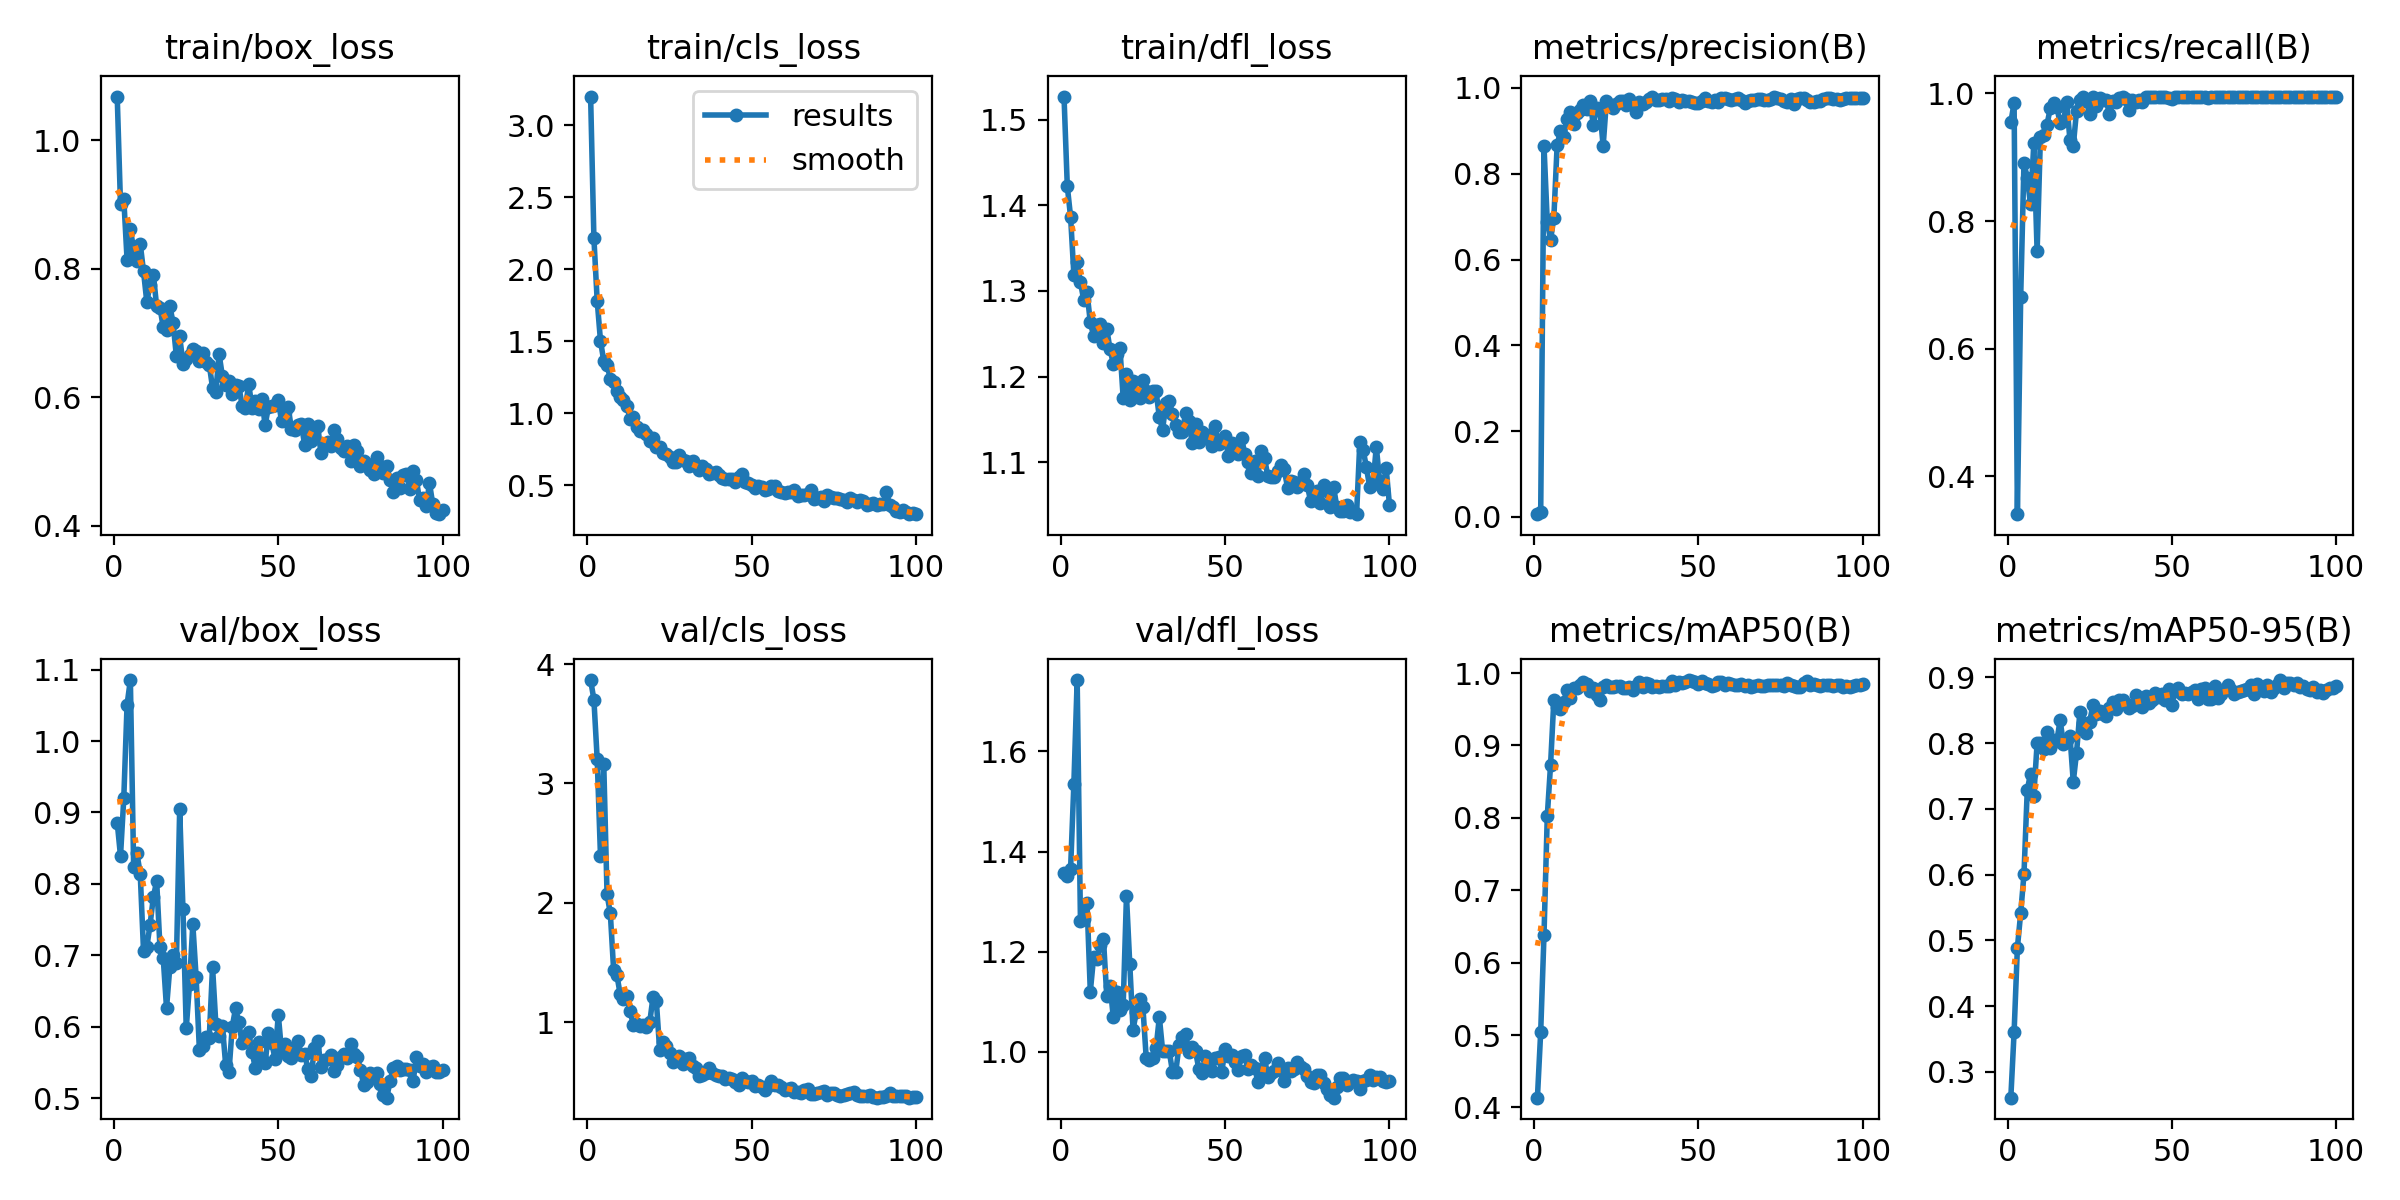 train/box_loss
1.0
0.8
0.6
0.4
0 50 100
train/cls_loss
results
smooth
3.0
2.5
2.0
1.5
1.0
0.5
0 50 100
train/dfl_loss
1.5
1.4
1.3
1.2
1.1
0 50 100
metrics/precision(B)
1.0
0.8
0.6
0.4
0.2
0.0
0 50 100
metrics/recall(B)
1.0
0.8
0.6
0.4
0 50 100
val/box_loss
1.1
1.0
0.9
0.8
0.7
0.6
0.5
0 50 100
val/cls_loss
4
3
2
1
0 50 100
val/dfl_loss
1.6
1.4
1.2
1.0
0 50 100
metrics/mAP50(B)
1.0
0.9
0.8
0.7
0.6
0.5
0.4
0 50 100
metrics/mAP50-95(B)
0.9
0.8
0.7
0.6
0.5
0.4
0.3
0 50 100